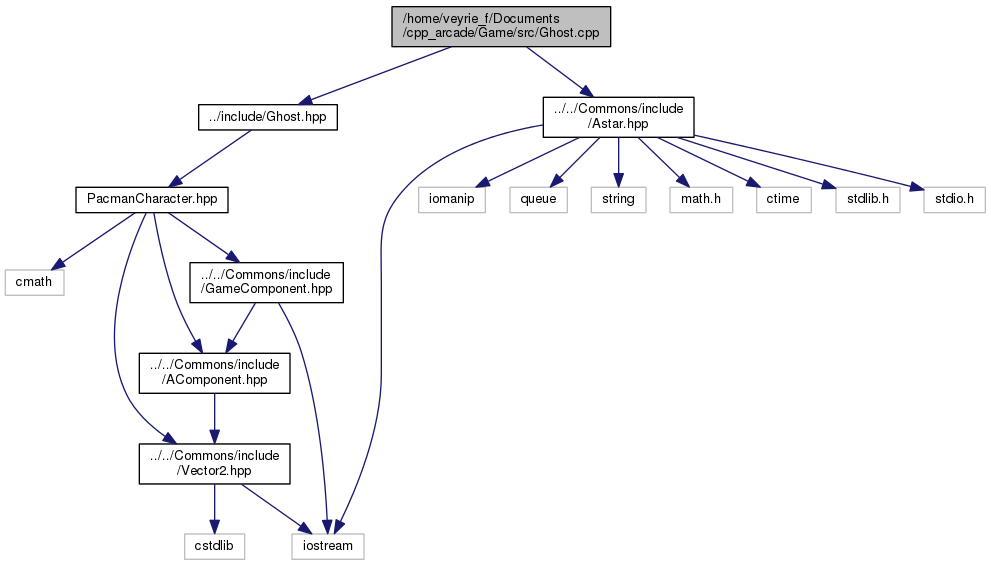 /home/veyrie_f/Documents
/cpp_arcade/Game/src/Ghost.cpp
../include/Ghost.hpp
../../Commons/include
/Astar.hpp
PacmanCharacter.hpp
iomanip
queue
string
math.h
ctime
stdlib.h
stdio.h
cmath
../../Commons/include
/GameComponent.hpp
../../Commons/include
/AComponent.hpp
../../Commons/include
/Vector2.hpp
cstdlib
iostream